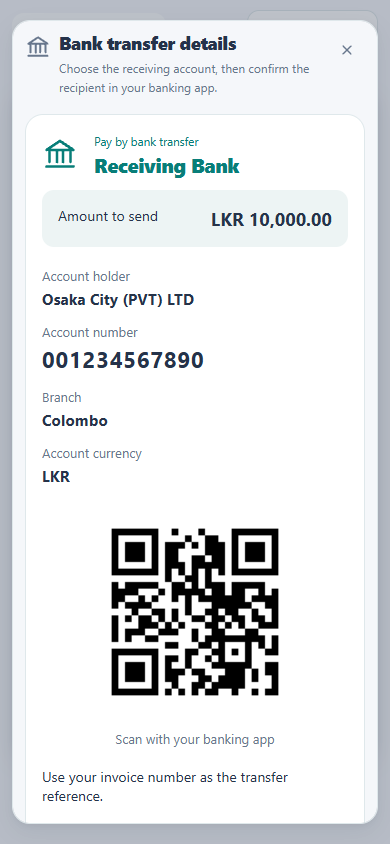 Bank transfer details
Choose the receiving account, then confirm the
recipient in your banking app.
Pay by bank transfer
Receiving Bank
Amount to send
LKR 10,000.00
Account holder
Osaka City (PVT) LTD
Account number
001234567890
Branch
Colombo
Account currency
LKR
Scan with your banking app
Use your invoice number as the transfer
reference.